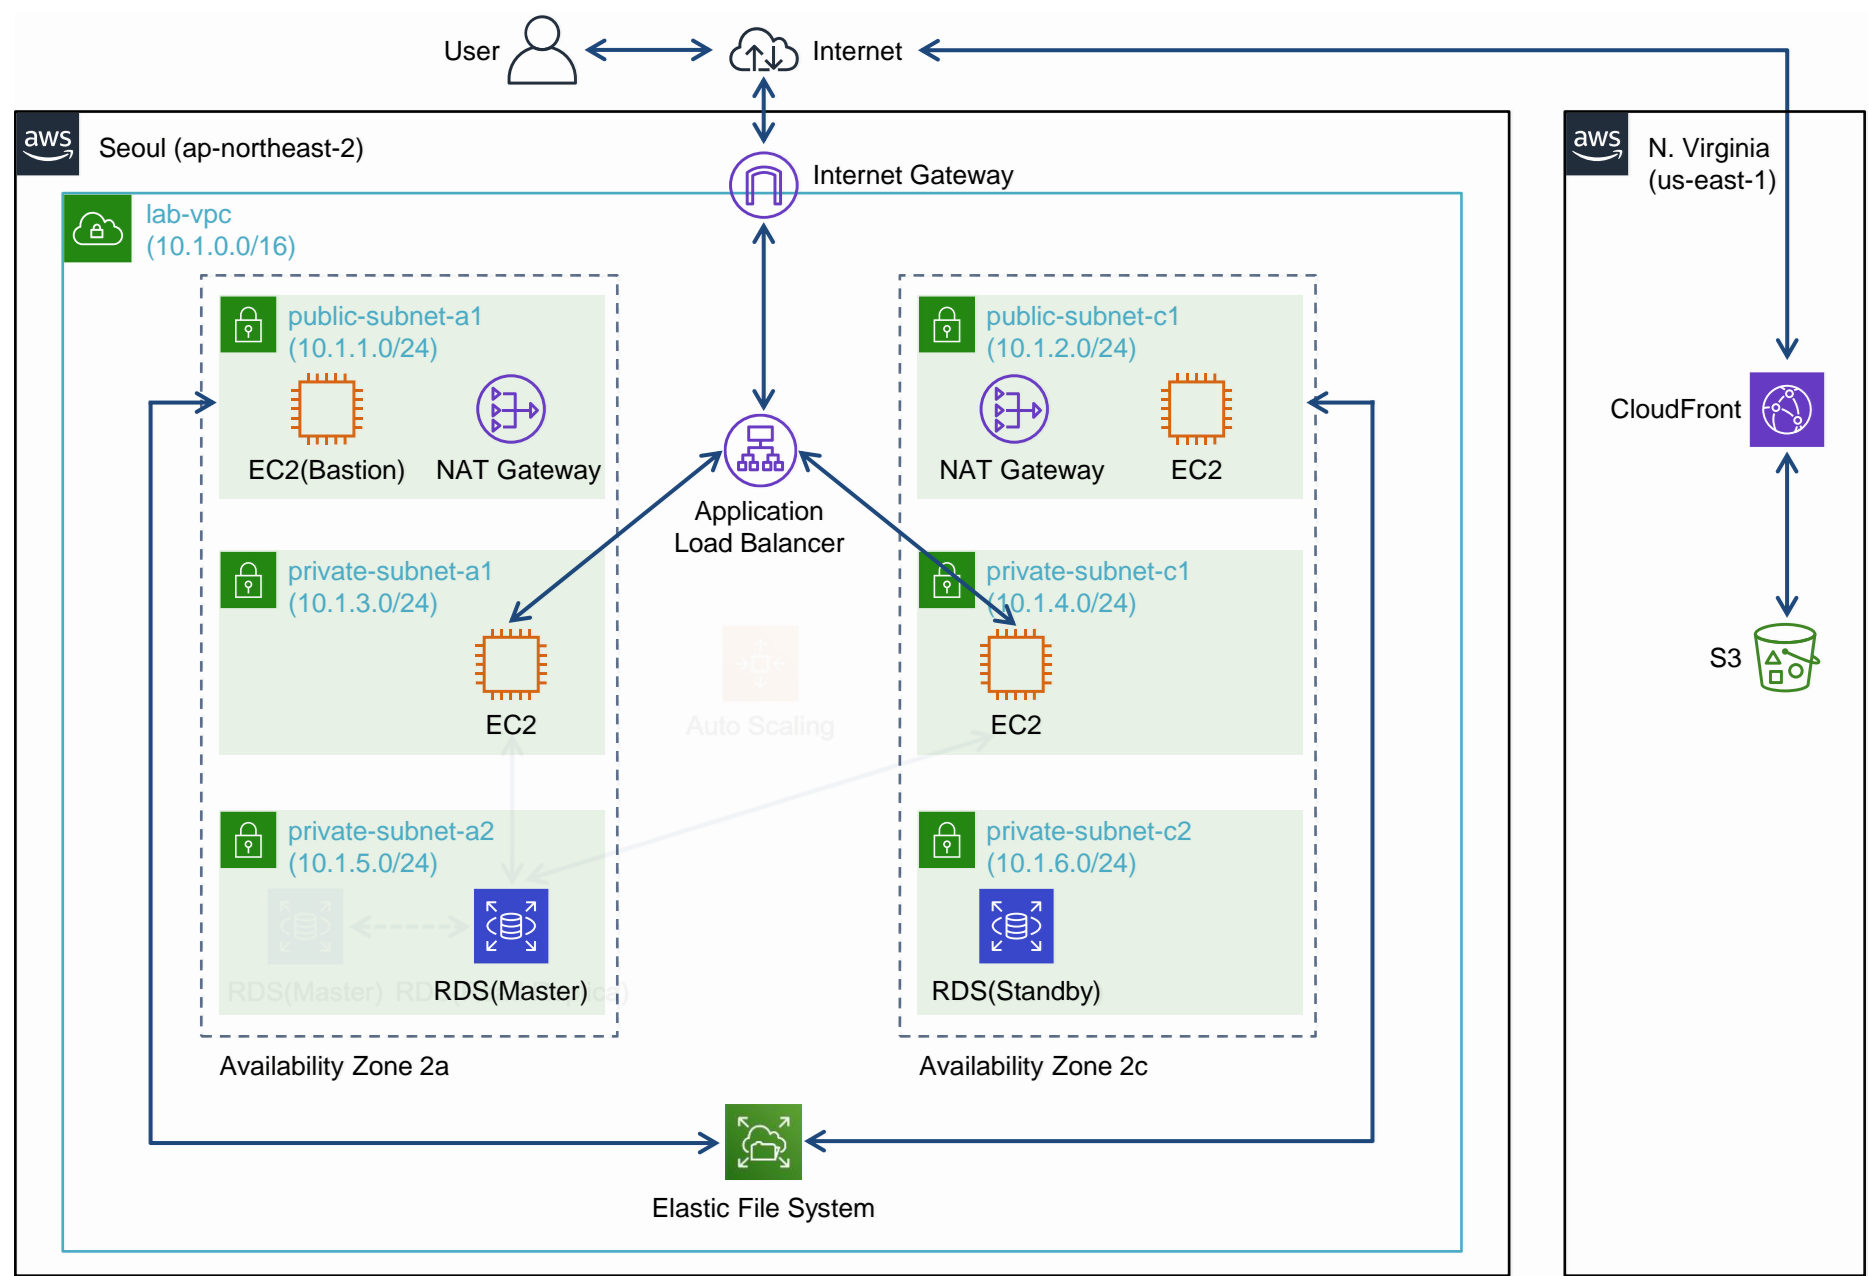 User
Internet
aws
Seoul (ap-northeast-2)
aws
N. Virginia
(us-east-1)
Internet Gateway
lab-vpc
(10.1.0.0/16)
public-subnet-a1
(10.1.1.0/24)
public-subnet-c1
(10.1.2.0/24)
EC2(Bastion)
NAT Gateway
NAT Gateway
EC2
CloudFront
Application
Load Balancer
private-subnet-a1
(10.1.3.0/24)
private-subnet-c1
(10.1.4.0/24)
EC2
Auto Scaling
EC2
S3
private-subnet-a2
(10.1.5.0/24)
private-subnet-c2
(10.1.6.0/24)
RDS(Master)
RDS(Master)
RDS(Standby)
Availability Zone 2a
Availability Zone 2c
Elastic File System